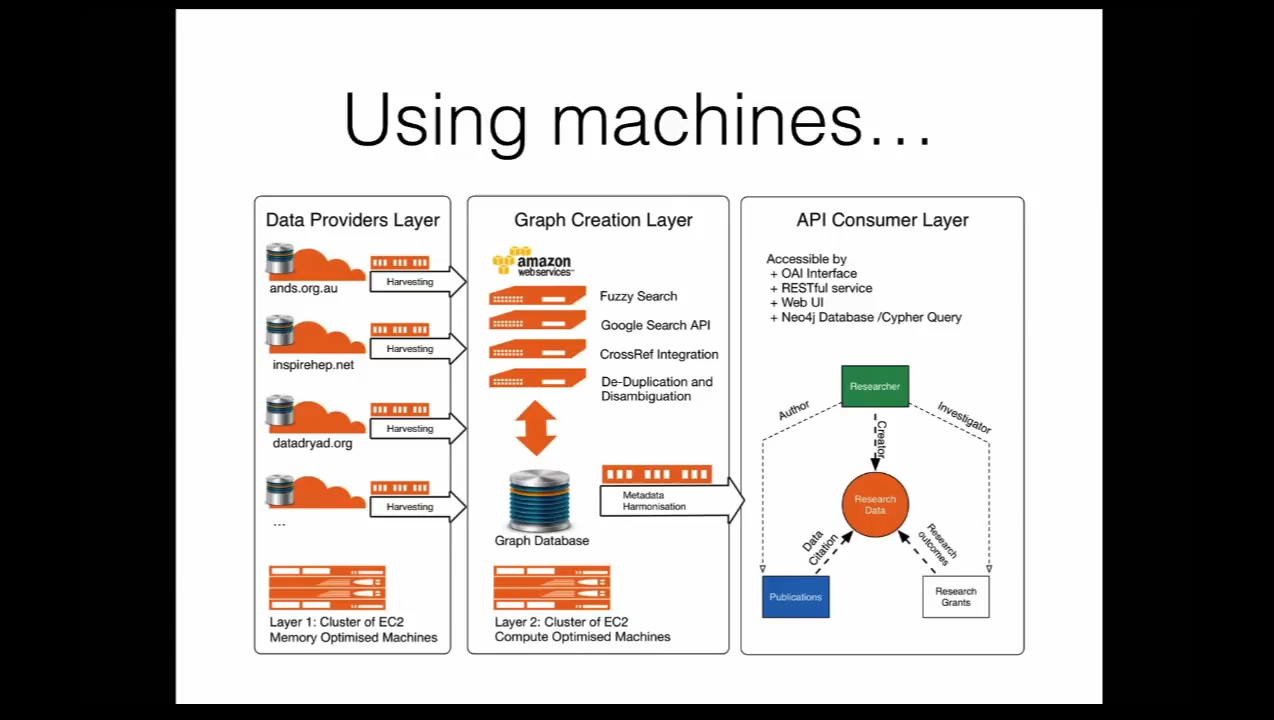 Using machines…
Data Providers Layer
ands.org.au
Harvesting
inspirehep.net
Harvesting
datadryad.org
Harvesting
...
Harvesting
Layer 1: Cluster of EC2
Memory Optimised Machines
Graph Creation Layer
amazon
webservices™
Fuzzy Search
Google Search API
CrossRef Integration
De-Duplication and
Disambiguation
Graph Database
Metadada
Harmonisation
Layer 2: Cluster of EC2
Compute Optimised Machines
API Consumer Layer
Accessible by
+ OAI Interface
+ RESTful service
+ Web UI
+ Neo4j Database /Cypher Query
Researcher
Author
Creator
Investigator
Research
Data
Data
Citation
Research
outcomes
Publications
Research
Grants